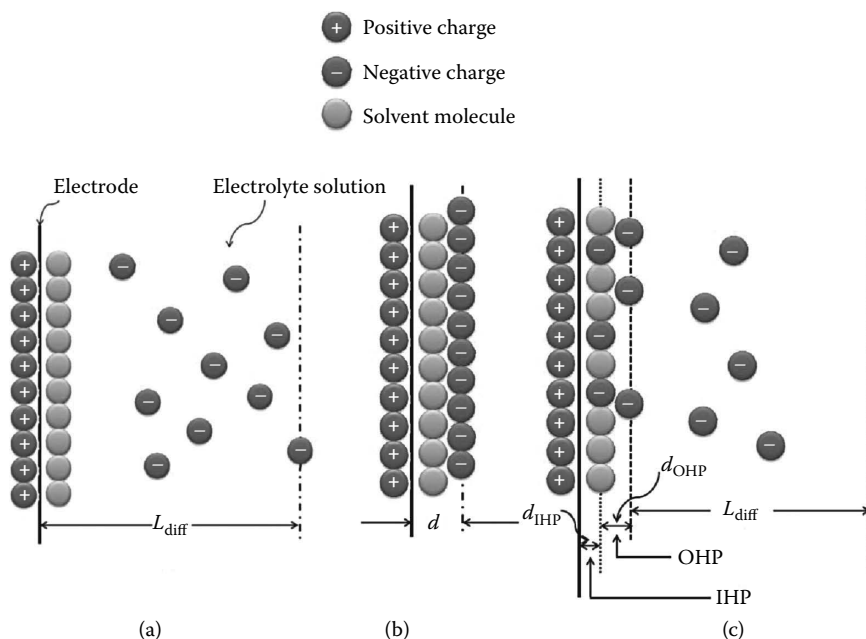 + Positive charge
− Negative charge
Solvent molecule
Electrode
Electrolyte solution
L_diff
d
d_IHP
d_OHP
L_diff
OHP
IHP
(a)
(b)
(c)